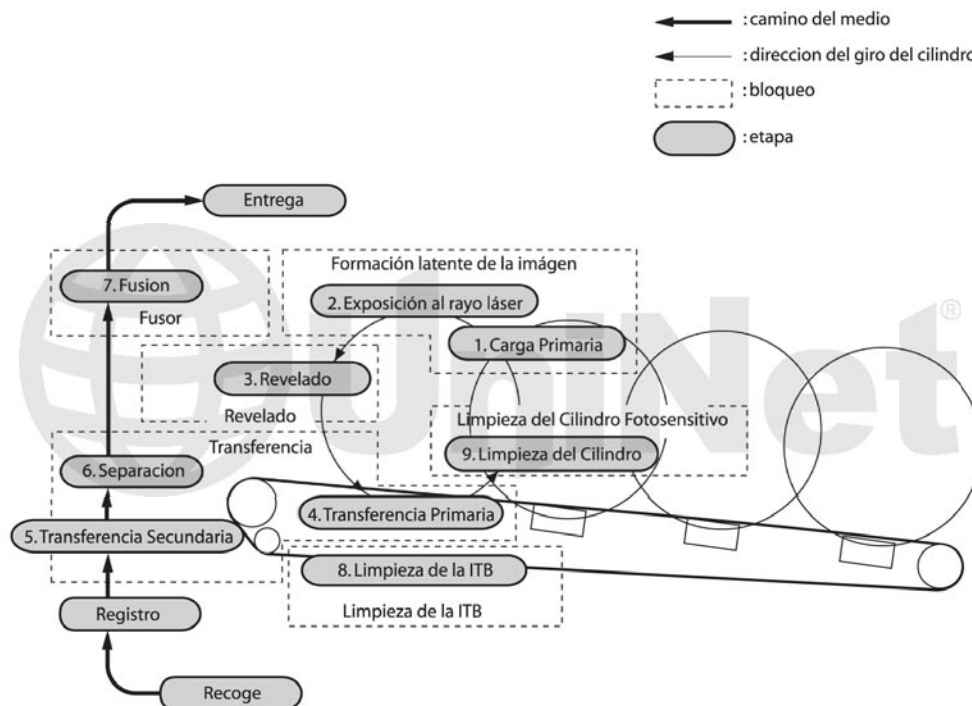 : camino del medio
: direccion del giro del cilindro
: bloqueo
: etapa
Entrega
Formación latente de la imágen
7. Fusion
2. Exposición al rayo láser
Fusor
1. Carga Primaria
3. Revelado
Revelado
Limpieza del Cilindro Fotosensitivo
Transferencia
9. Limpieza del Cilindro
6. Separacion
4. Transferencia Primaria
5. Transferencia Secundaria
8. Limpieza de la ITB
Limpieza de la ITB
Registro
Recoge
UniNet®